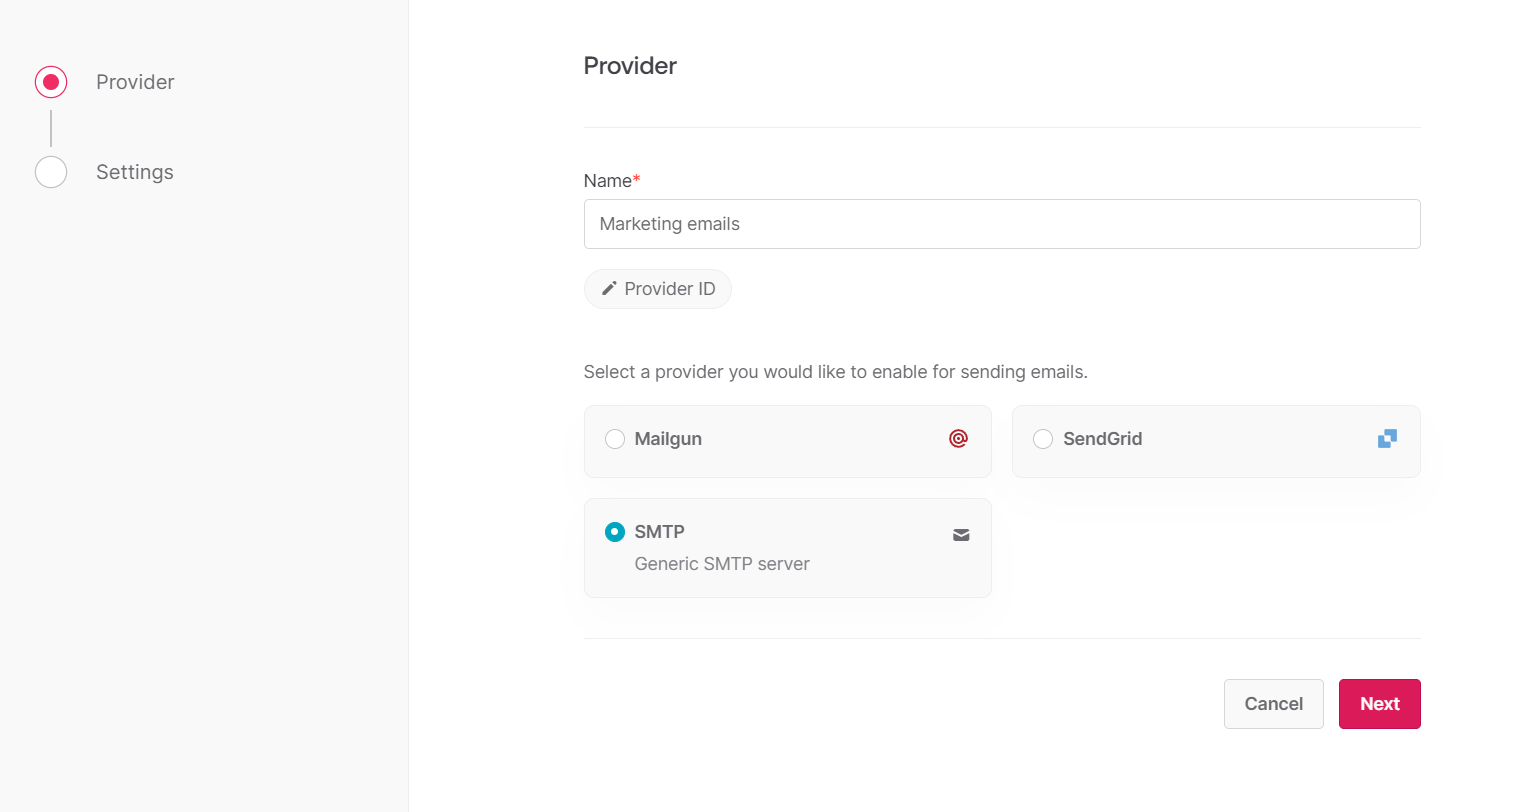 Provider
Settings
Provider
Name*
Marketing emails
Provider ID
Select a provider you would like to enable for sending emails.
Mailgun
SendGrid
SMTP
Generic SMTP server
Cancel
Next